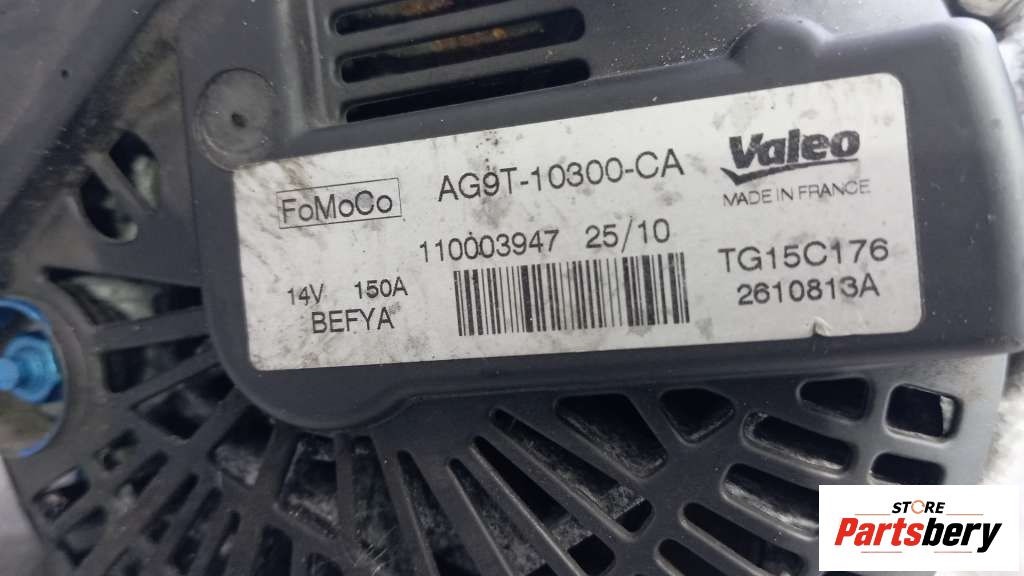 FoMoCo
AG9T-10300-CA
Valeo
MADE IN FRANCE
110003947 25/10
14V 150A
BEFYA
TG15C176
2610813A
STORE
Partsbery